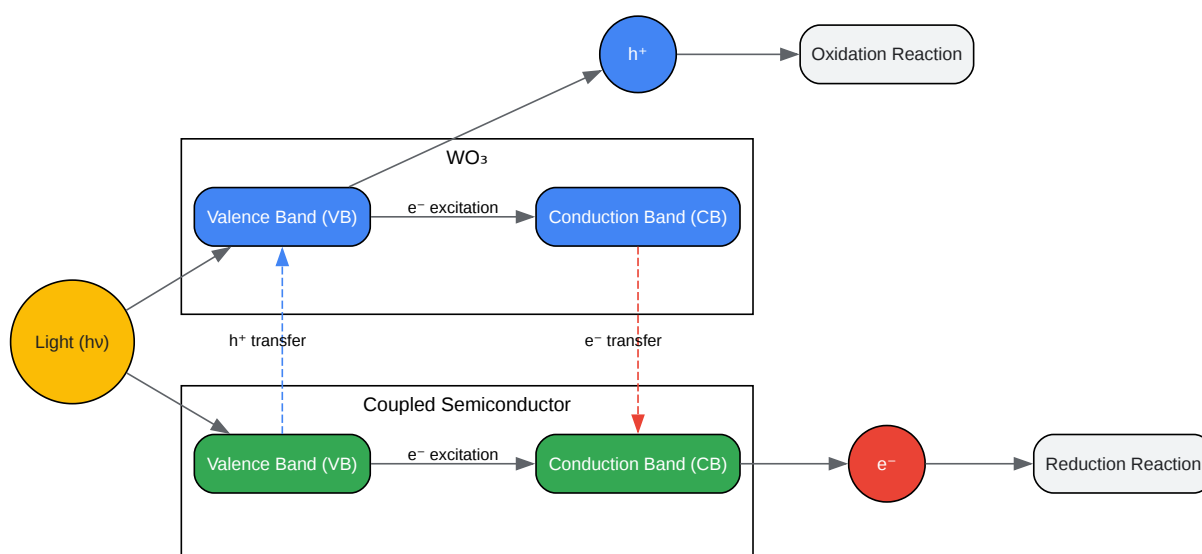 h⁺
Oxidation Reaction
WO₃
Valence Band (VB)
e⁻ excitation
Conduction Band (CB)
Light (hν)
h⁺ transfer
e⁻ transfer
Coupled Semiconductor
Valence Band (VB)
e⁻ excitation
Conduction Band (CB)
e⁻
Reduction Reaction